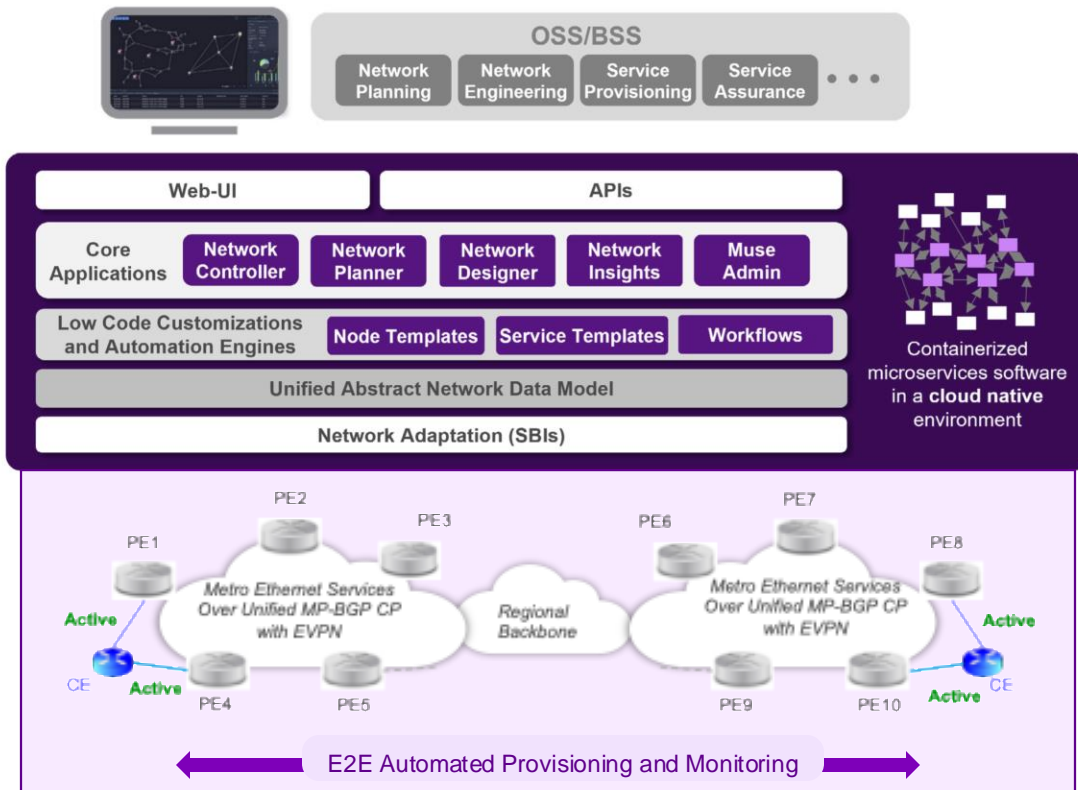 OSS/BSS
Network
Planning
Network
Engineering
Service
Provisioning
Service
Assurance
Web-UI
APIs
Core
Applications
Network
Controller
Network
Planner
Network
Designer
Network
Insights
Muse
Admin
Low Code Customizations
and Automation Engines
Node Templates
Service Templates
Workflows
Unified Abstract Network Data Model
Network Adaptation (SBIs)
Containerized
microservices software
in a cloud native
environment
PE1
PE2
PE3
Metro Ethernet Services
Over Unified MP-BGP CP
with EVPN
Active
CE
Active
PE4
PE5
Regional
Backbone
PE6
PE7
PE8
Metro Ethernet Services
Over Unified MP-BGP CP
with EVPN
Active
CE
Active
PE9
PE10
E2E Automated Provisioning and Monitoring